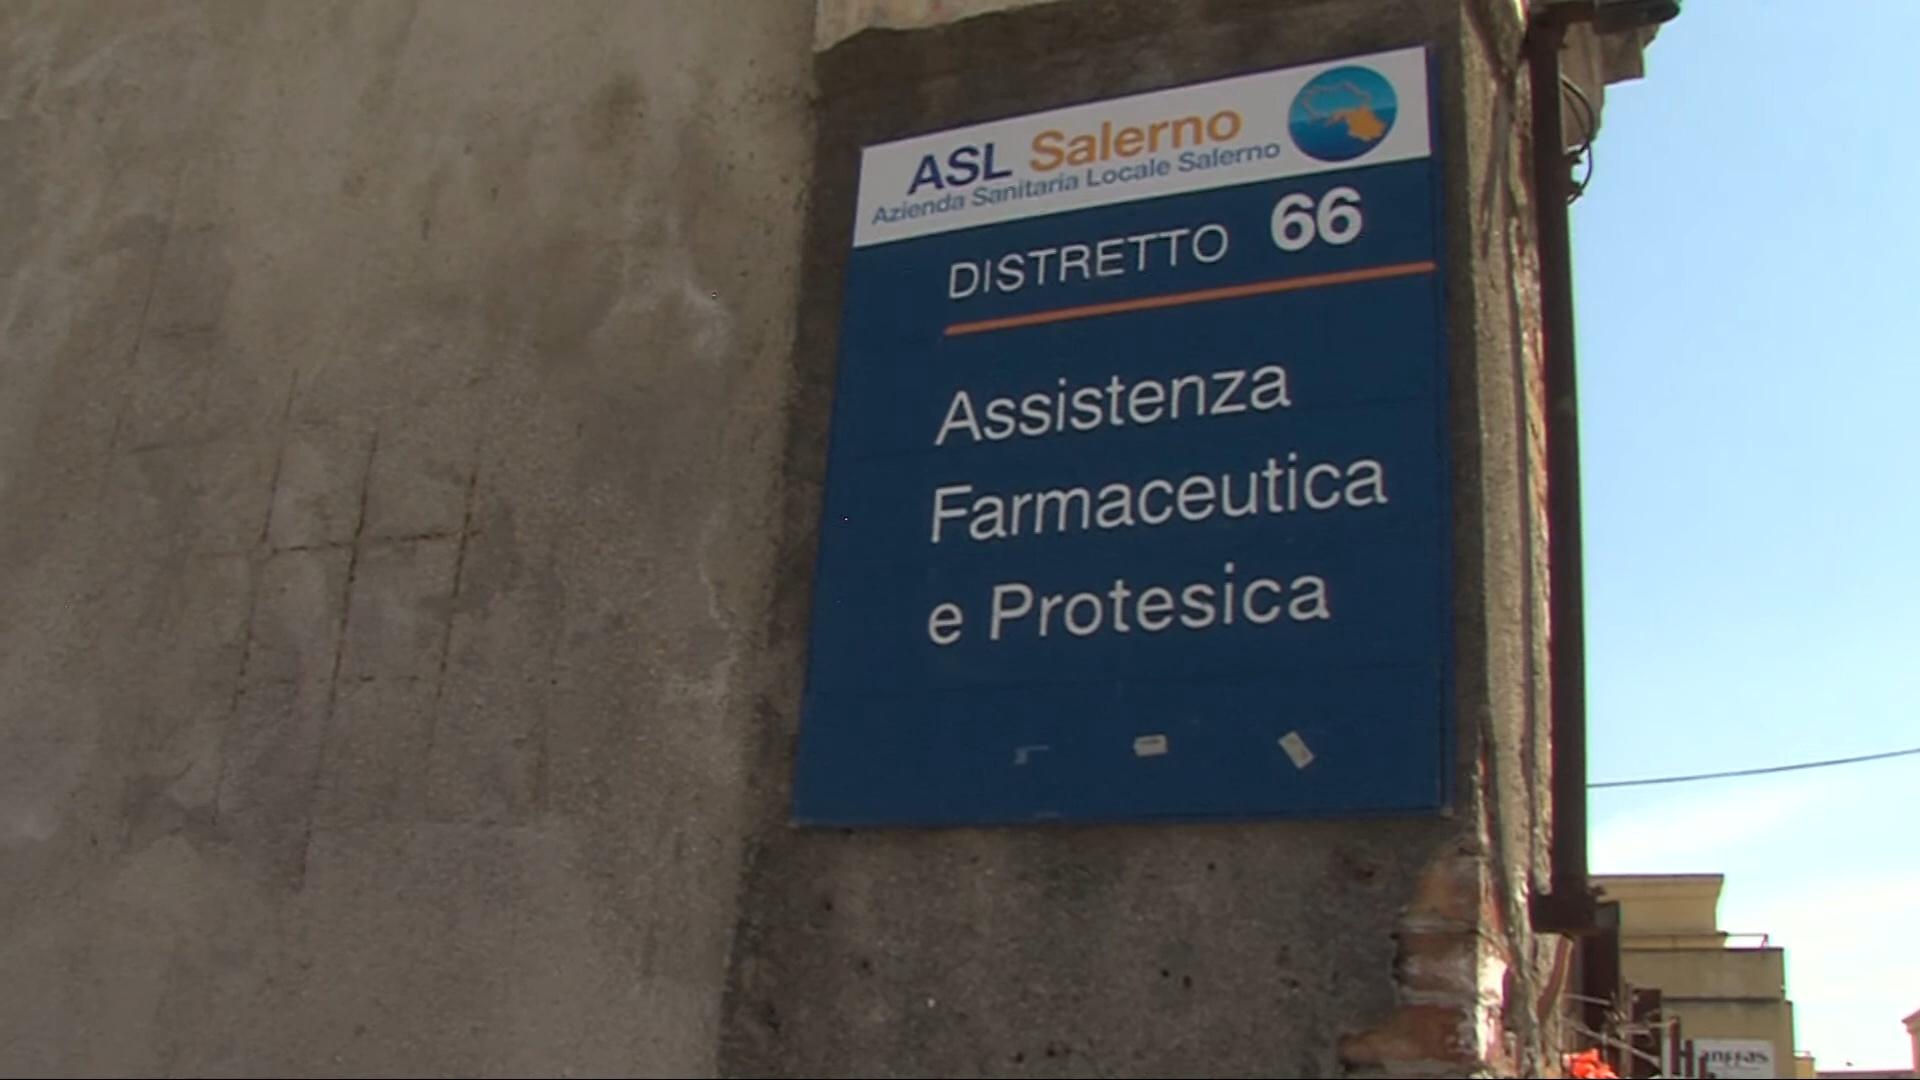 ASL Salerno
Azienda Sanitaria Locale Salerno
DISTRETTO 66
Assistenza
Farmaceutica
e Protesica